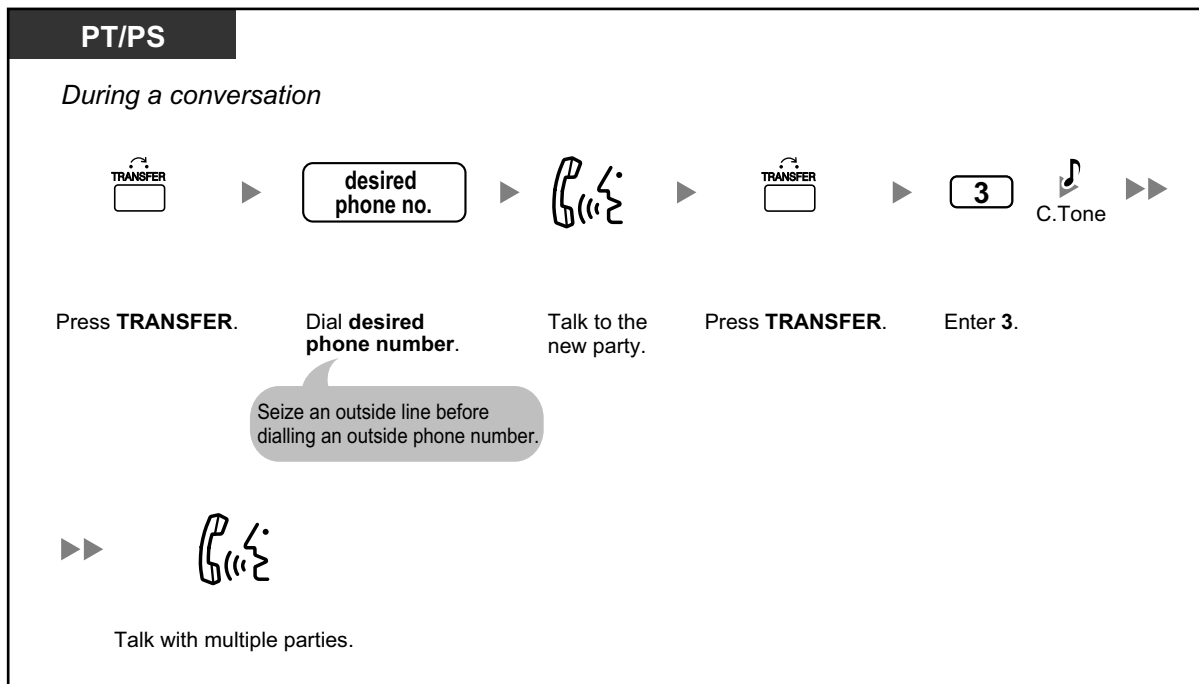 PT/PS
During a conversation
TRANSFER
desired
phone no.
TRANSFER
3
C.Tone
Press TRANSFER.
Dial desired
phone number.
Talk to the
new party.
Press TRANSFER.
Enter 3.
Seize an outside line before
dialling an outside phone number.
Talk with multiple parties.